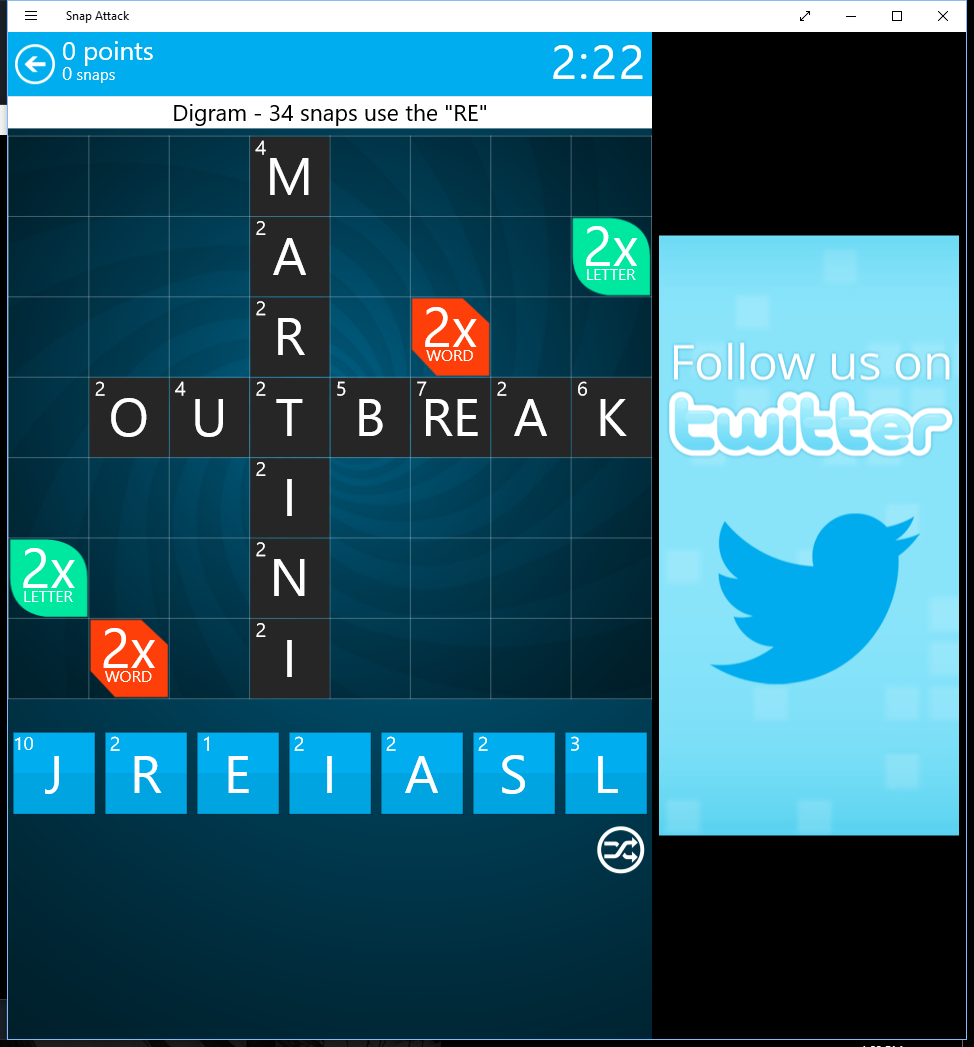 Snap Attack
0 points
0 snaps
2:22
Digram - 34 snaps use the "RE"
4 M
2 A
2x LETTER
2 R
2x WORD
2 O 4 U 2 T 5 B 7 RE 2 A 6 K
2 I
2x LETTER
2 N
2x WORD
2 I
10 J 2 R 1 E 2 I 2 A 2 S 3 L
Follow us on
twitter